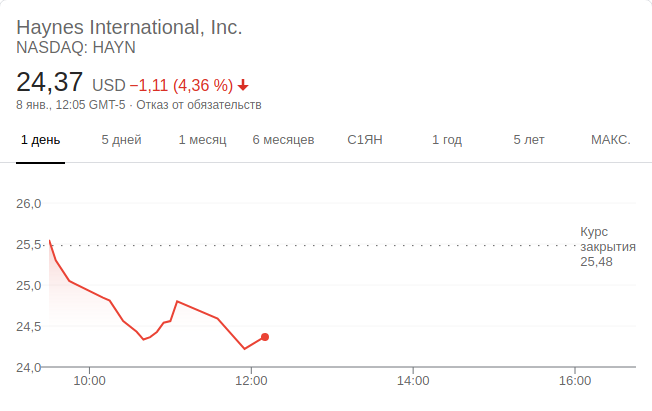 Haynes International, Inc.
NASDAQ: HAYN
24,37 USD −1,11 (4,36 %)
8 янв., 12:05 GMT-5 · Отказ от обязательств
1 день 5 дней 1 месяц 6 месяцев С1ЯН 1 год 5 лет МАКС.
26,0
25,5
25,0
24,5
24,0
Курс
закрытия
25,48
10:00 12:00 14:00 16:00